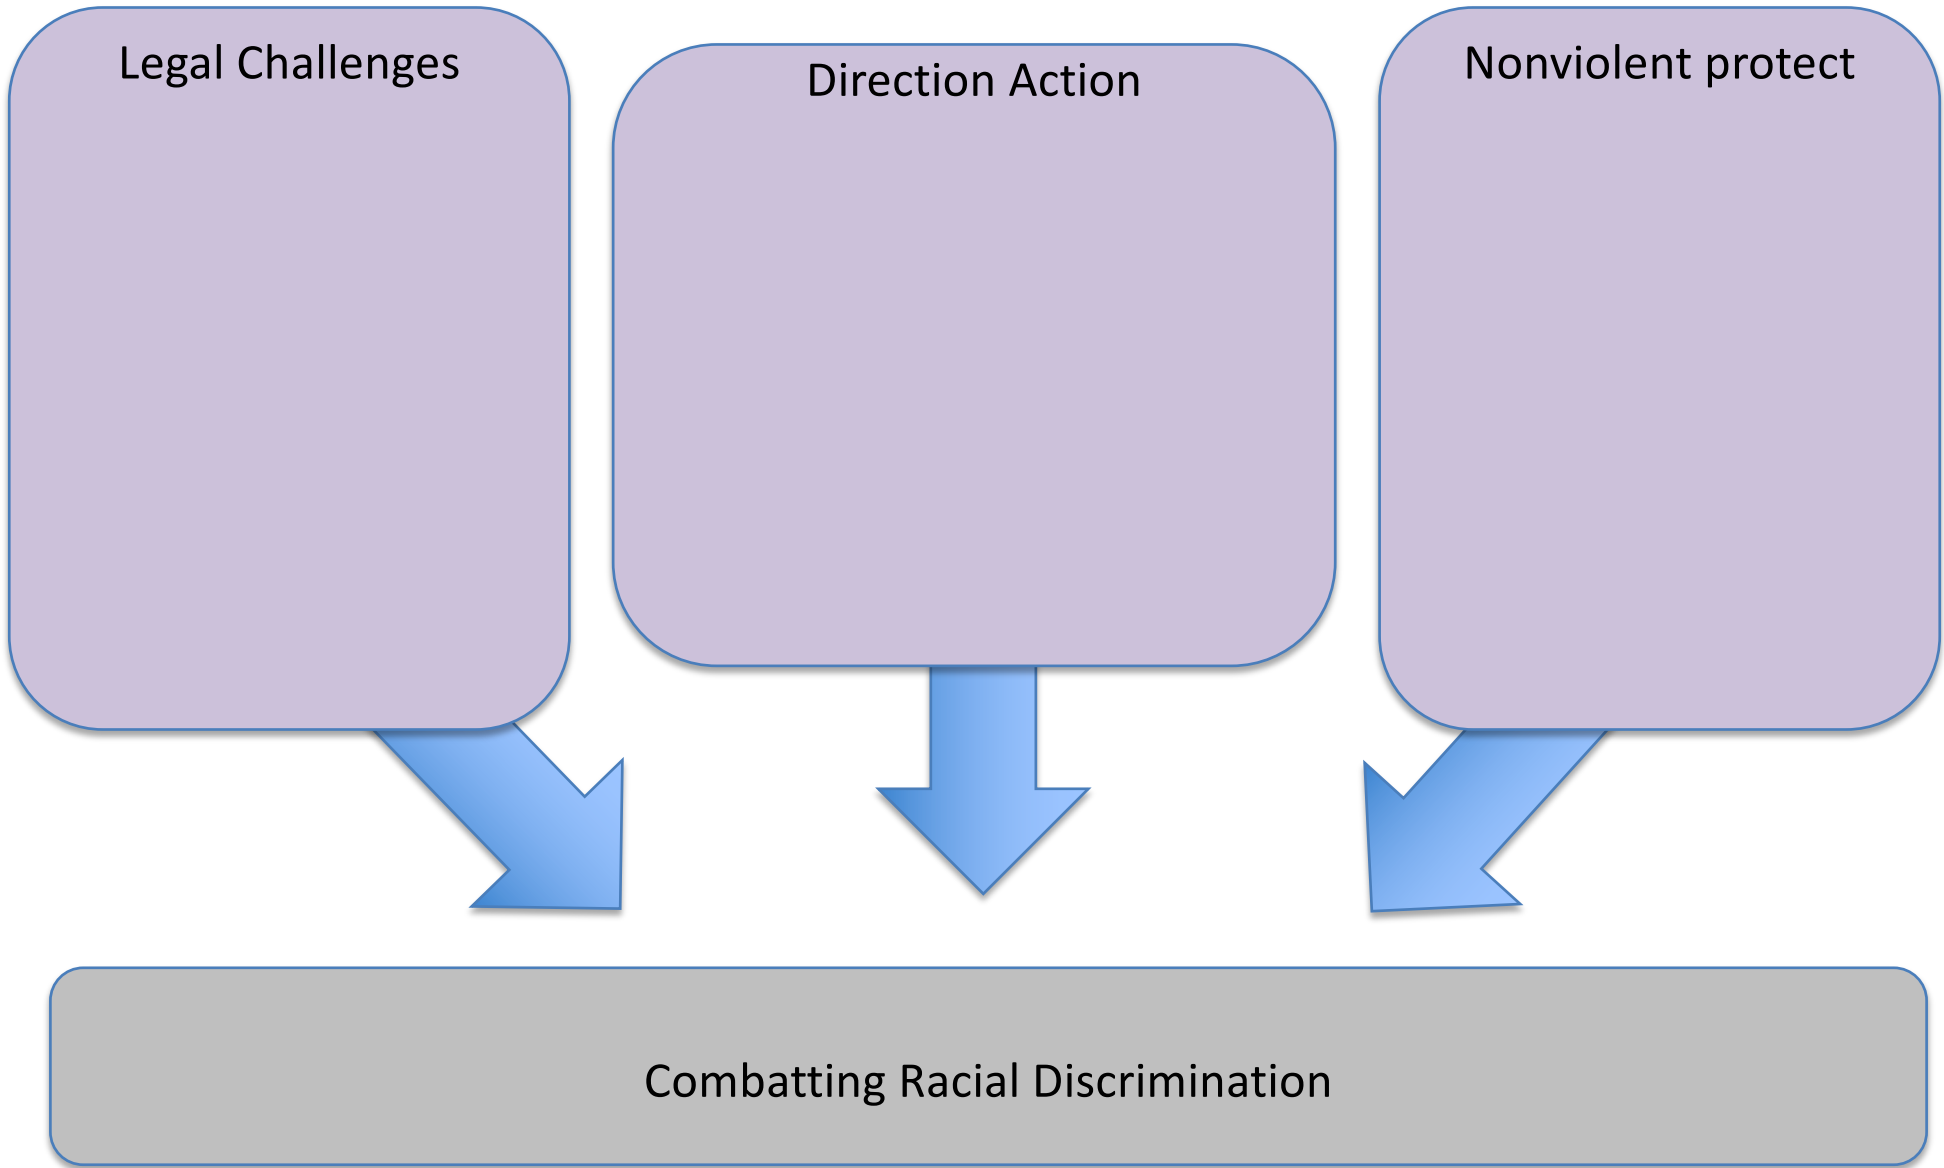 Legal Challenges
Direction Action
Nonviolent protect
Combatting Racial Discrimination